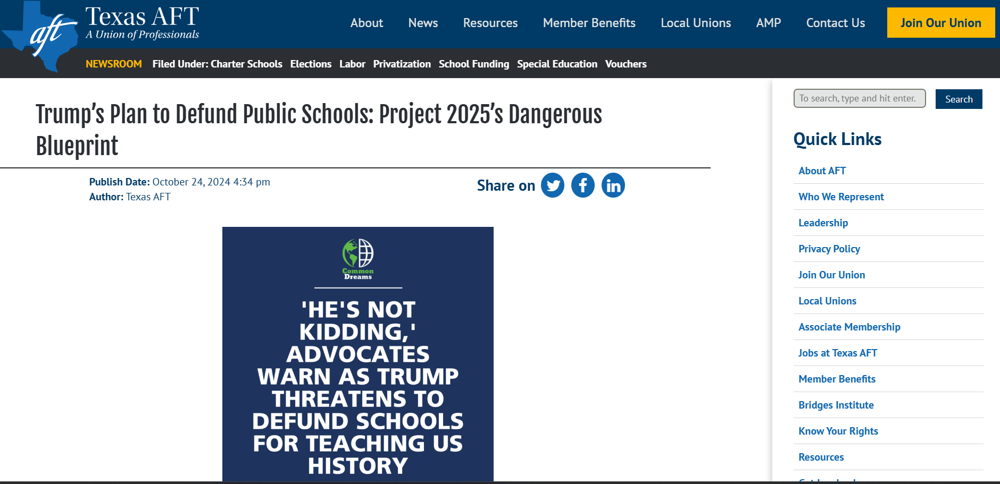 aft
Texas AFT
A Union of Professionals
About News Resources Member Benefits Local Unions AMP Contact Us Join Our Union
NEWSROOM Filed Under: Charter Schools Elections Labor Privatization School Funding Special Education Vouchers
Trump's Plan to Defund Public Schools: Project 2025's Dangerous
Blueprint
Publish Date: October 24, 2024 4:34 pm
Author: Texas AFT
Share on
Common
Dreams
'HE'S NOT
KIDDING,'
ADVOCATES
WARN AS TRUMP
THREATENS TO
DEFUND SCHOOLS
FOR TEACHING US
HISTORY
To search, type and hit enter. Search
Quick Links
About AFT
Who We Represent
Leadership
Privacy Policy
Join Our Union
Local Unions
Associate Membership
Jobs at Texas AFT
Member Benefits
Bridges Institute
Know Your Rights
Resources